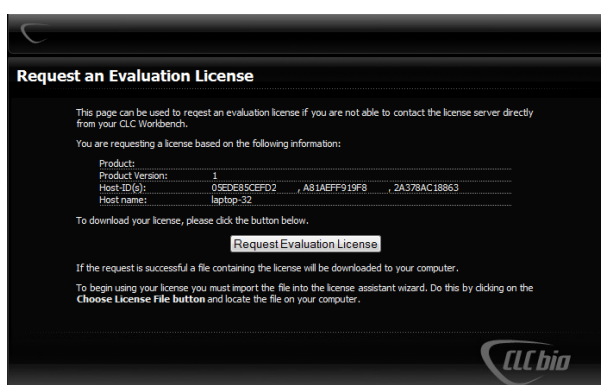 Request an Evaluation License
This page can be used to reqest an evaluation license if you are not able to contact the license server directly
from your CLC Workbench.
You are requesting a license based on the following information:
Product:
Product Version: 1
Host-ID(s): 05EDE85CEFD2 , A81AEFF919F8 , 2A378AC18863
Host name: laptop-32
To download your license, please click the button below.
Request Evaluation License
If the request is successful a file containing the license will be downloaded to your computer.
To begin using your license you must import the file into the license assistant wizard. Do this by clicking on the
Choose License File button and locate the file on your computer.
CLC bio